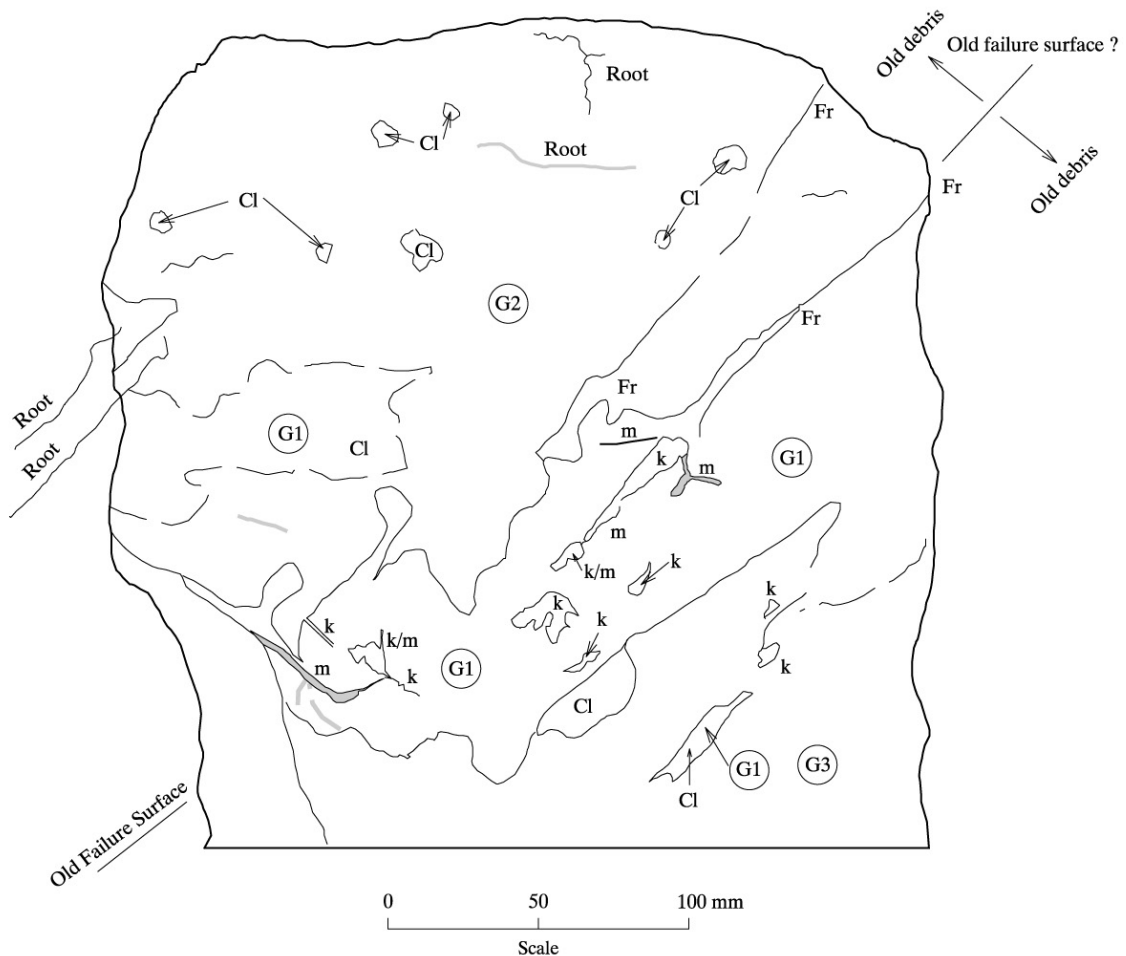 Old debris
Old failure surface ?
Root
Fr
Cl
Root
Old debris
Fr
Cl
Cl
Cl
G2
Fr
Root
Fr
G1
Cl
m
k
m
G1
Root
m
k/m
k
k
k
k
k/m
k
m
k
G1
k
Cl
G1
G3
Cl
Old Failure Surface
0
50
100 mm
Scale